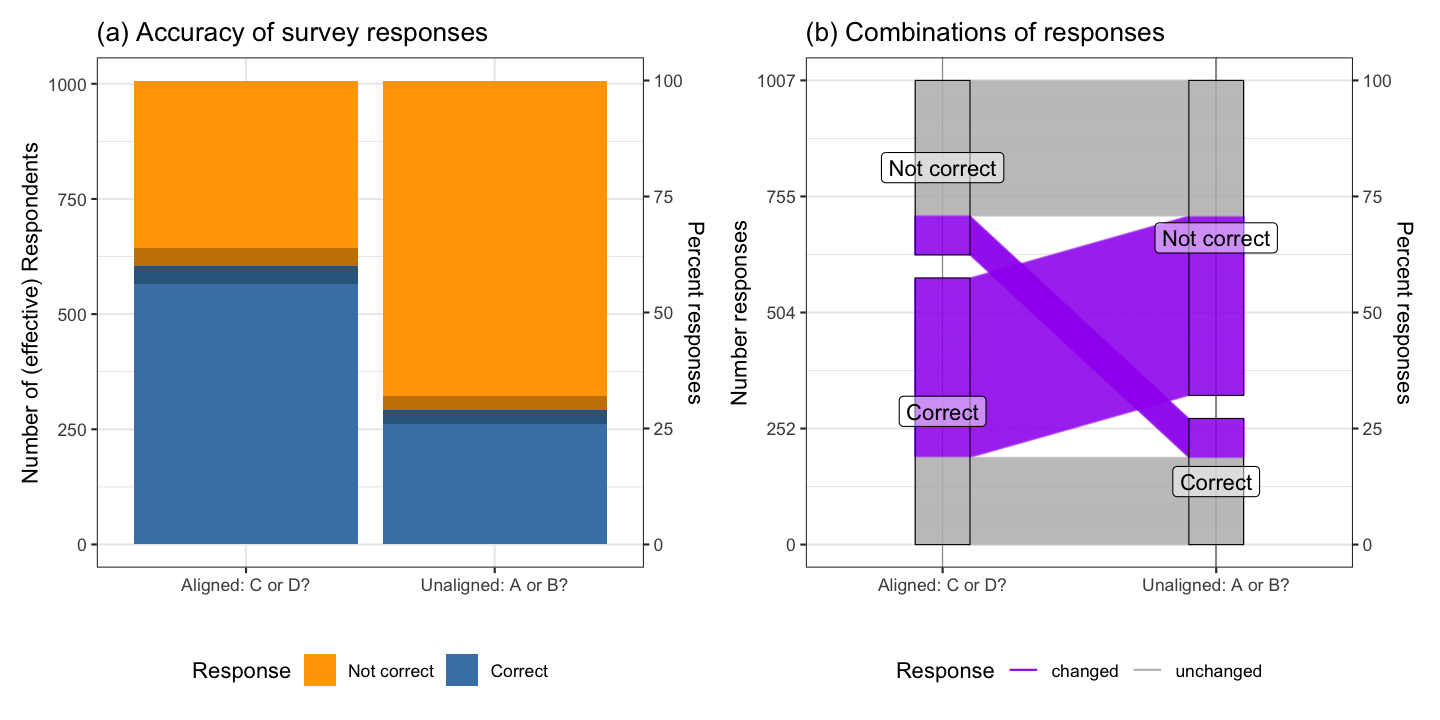 (a) Accuracy of survey responses
Number of (effective) Respondents
1000
750
500
250
0
100
75
50
25
0
Percent responses
Aligned: C or D?
Unaligned: A or B?
Response
Not correct
Correct
(b) Combinations of responses
Number responses
1007
755
504
252
0
Not correct
Not correct
Correct
Correct
100
75
50
25
0
Percent responses
Aligned: C or D?
Unaligned: A or B?
Response
changed
unchanged